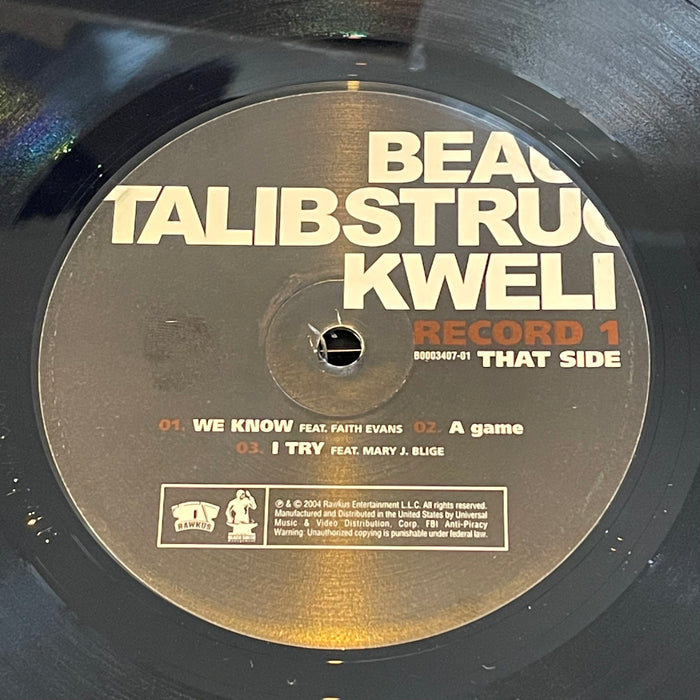 BEAU
TALIBSTRUG
KWELI
RECORD 1
B0003407-01 THAT SIDE
01. WE KNOW FEAT. FAITH EVANS 02. A game
03. I TRY FEAT. MARY J. BLIGE
RAWKUS
℗ & © 2004 Rawkus Entertainment L.L.C. All rights reserved.
Manufactured and Distributed in the United States by Universal
Music & Video Distribution, Corp. FBI Anti-Piracy
Warning: Unauthorized copying is punishable under federal law.